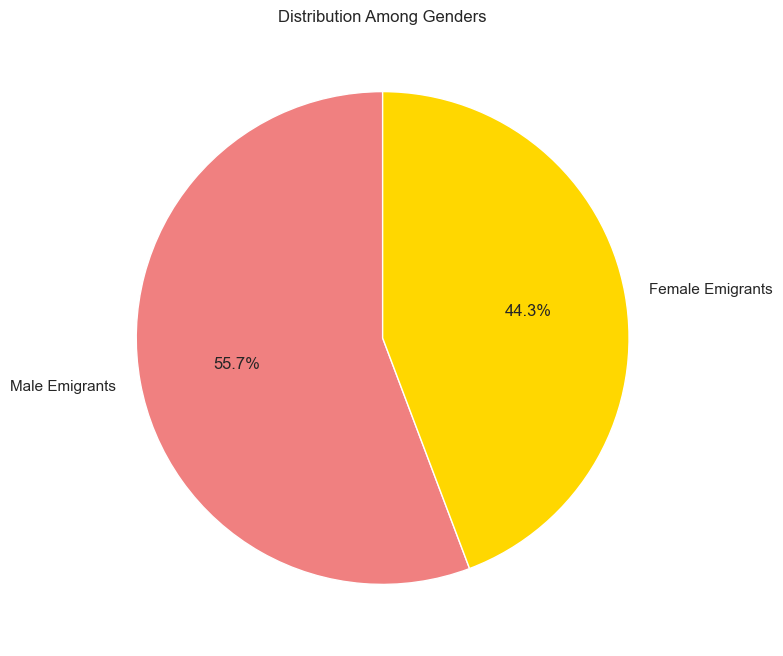 Distribution Among Genders
Female Emigrants
44.3%
55.7%
Male Emigrants